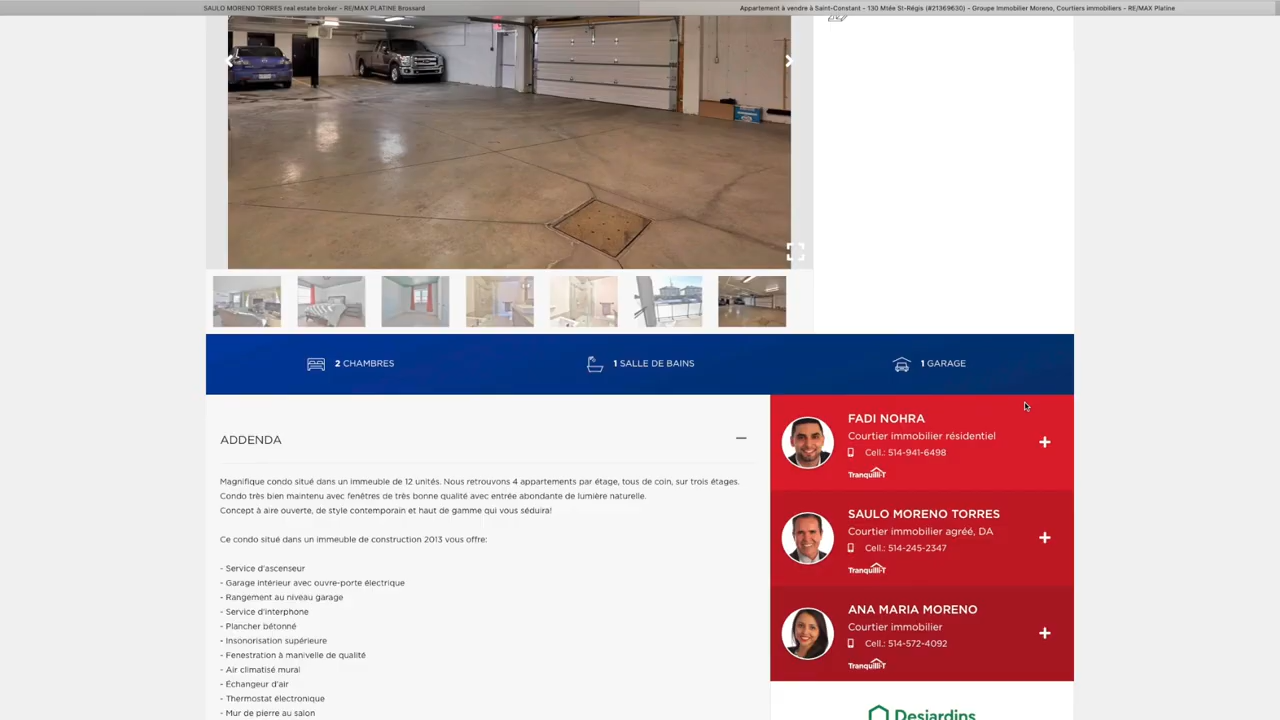 SAULO MORENO TORRES real estate broker - RE/MAX PLATINE Brossard
Appartement à vendre à Saint-Constant - 130 Mtée St-Régis (#21369630) - Groupe Immobilier Moreno, Courtiers immobiliers - RE/MAX Platine
2 CHAMBRES
1 SALLE DE BAINS
1 GARAGE
ADDENDA
Magnifique condo situé dans un immeuble de 12 unités. Nous retrouvons 4 appartements par étage, tous de coin, sur trois étages.
Condo très bien maintenu avec fenêtres de très bonne qualité avec entrée abondante de lumière naturelle.
Concept à aire ouverte, de style contemporain et haut de gamme qui vous séduira!
Ce condo situé dans un immeuble de construction 2013 vous offre:
- Service d'ascenseur
- Garage intérieur avec ouvre-porte électrique
- Rangement au niveau garage
- Service d'interphone
- Plancher bétonné
- Insonorisation supérieure
- Fenestration à manivelle de qualité
- Air climatisé mural
- Échangeur d'air
- Thermostat électronique
- Mur de pierre au salon
FADI NOHRA
Courtier immobilier résidentiel
Cell.: 514-941-6498
Tranquilli-T
SAULO MORENO TORRES
Courtier immobilier agréé, DA
Cell.: 514-245-2347
Tranquilli-T
ANA MARIA MORENO
Courtier immobilier
Cell.: 514-572-4092
Tranquilli-T
Desjardins